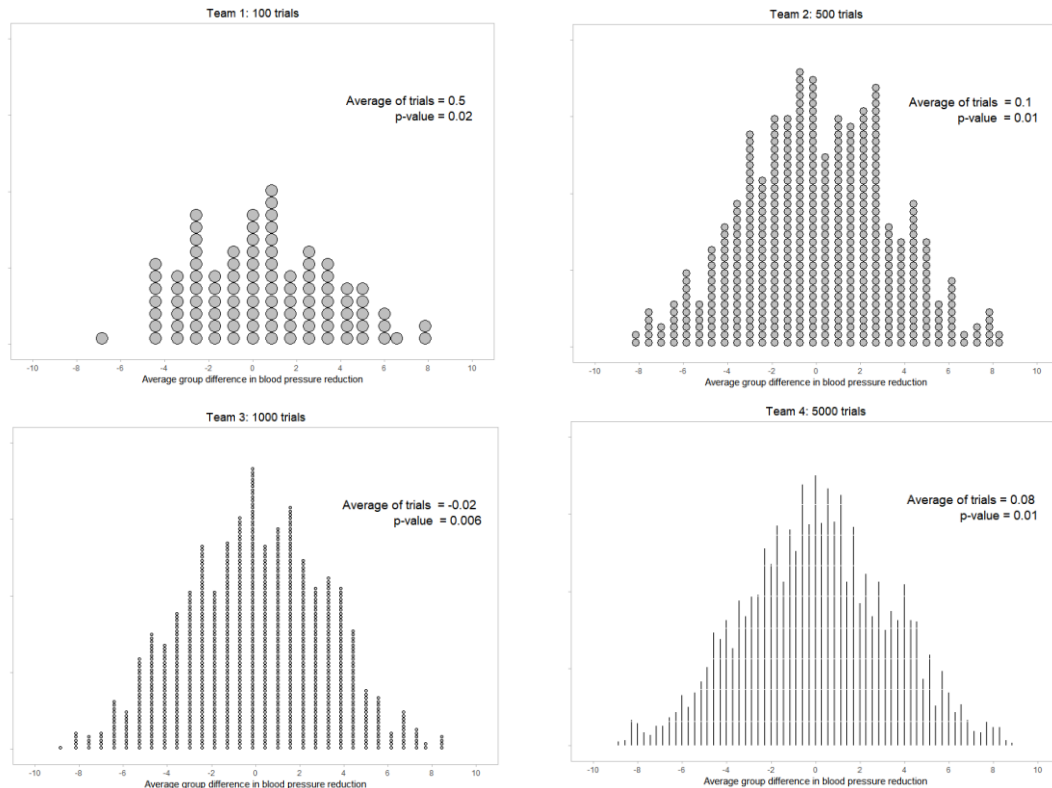 Team 1: 100 trials
Average of trials = 0.5
p-value = 0.02
-10 -8 -6 -4 -2 0 2 4 6 8 10
Average group difference in blood pressure reduction
Team 2: 500 trials
Average of trials = 0.1
p-value = 0.01
-10 -8 -6 -4 -2 0 2 4 6 8 10
Average group difference in blood pressure reduction
Team 3: 1000 trials
Average of trials = -0.02
p-value = 0.006
-10 -8 -6 -4 -2 0 2 4 6 8 10
Average group difference in blood pressure reduction
Team 4: 5000 trials
Average of trials = 0.08
p-value = 0.01
-10 -8 -6 -4 -2 0 2 4 6 8 10
Average group difference in blood pressure reduction